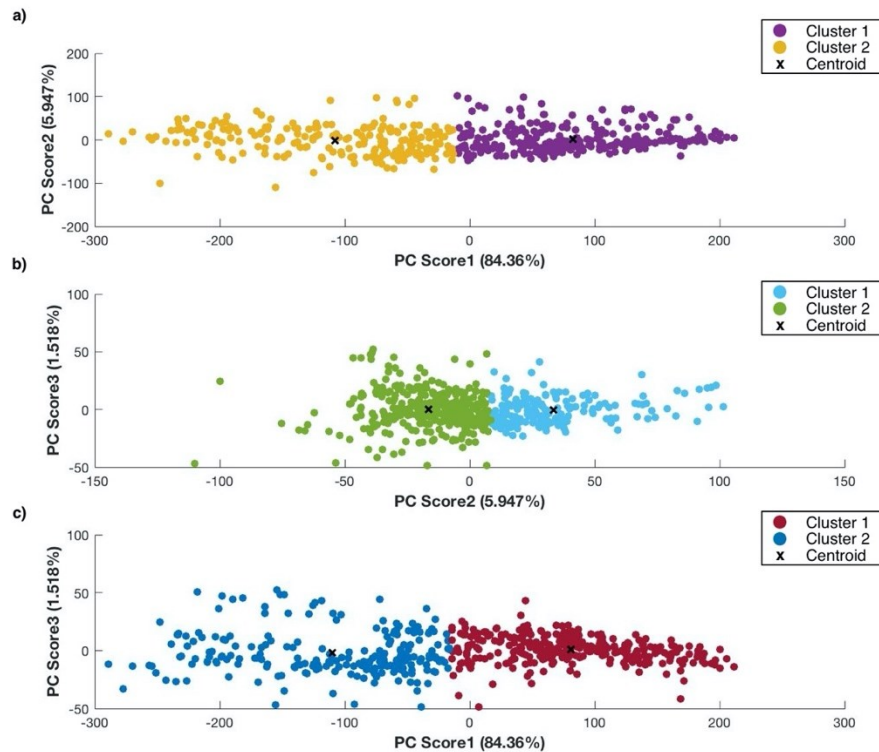 a)
Cluster 1
Cluster 2
x Centroid
PC Score2 (5.947%)
200
100
0
-100
-200
-300
-200
-100
0
100
200
300
PC Score1 (84.36%)
b)
Cluster 1
Cluster 2
x Centroid
PC Score3 (1.518%)
100
50
0
-50
-150
-100
-50
0
50
100
150
PC Score2 (5.947%)
c)
Cluster 1
Cluster 2
x Centroid
PC Score3 (1.518%)
100
50
0
-50
-300
-200
-100
0
100
200
300
PC Score1 (84.36%)